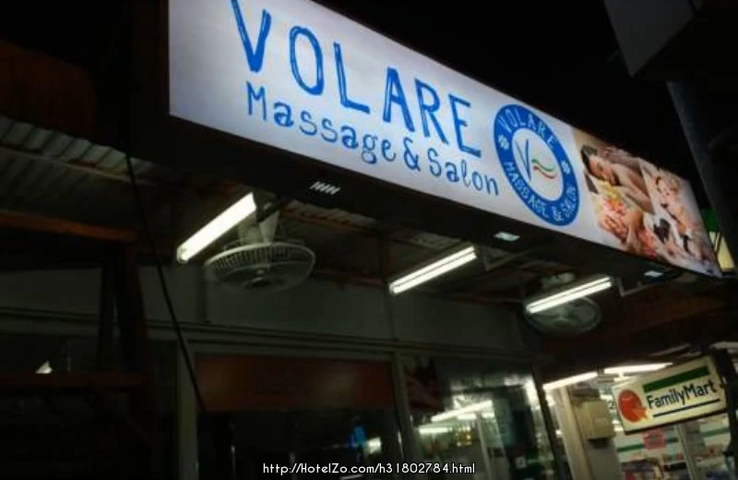 VOLARE
Massage & Salon
VOLARE
MASSAGE & SALON
FamilyMart
http://HotelZo.com/h31802784.html